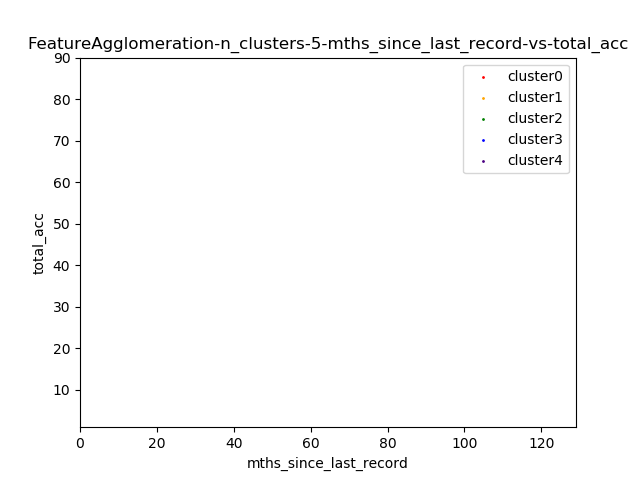 FeatureAgglomeration-n_clusters-5-mths_since_last_record-vs-total_acc
90
80
70
60
50
40
30
20
10
total_acc
cluster0
cluster1
cluster2
cluster3
cluster4
0 20 40 60 80 100 120
mths_since_last_record